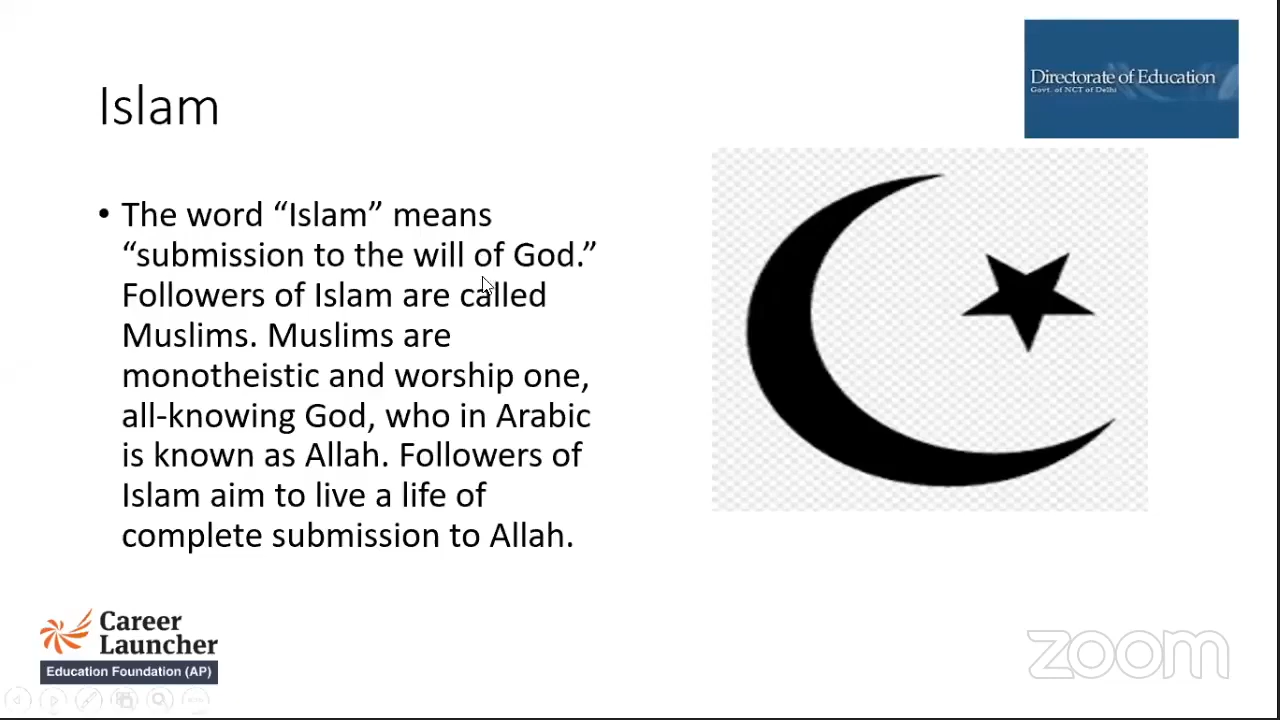 Directorate of Education
Govt. of NCT of Delhi
Islam
• The word “Islam” means
“submission to the will of God.”
Followers of Islam are called
Muslims. Muslims are
monotheistic and worship one,
all-knowing God, who in Arabic
is known as Allah. Followers of
Islam aim to live a life of
complete submission to Allah.
Career
Launcher
Education Foundation (AP)
zoom